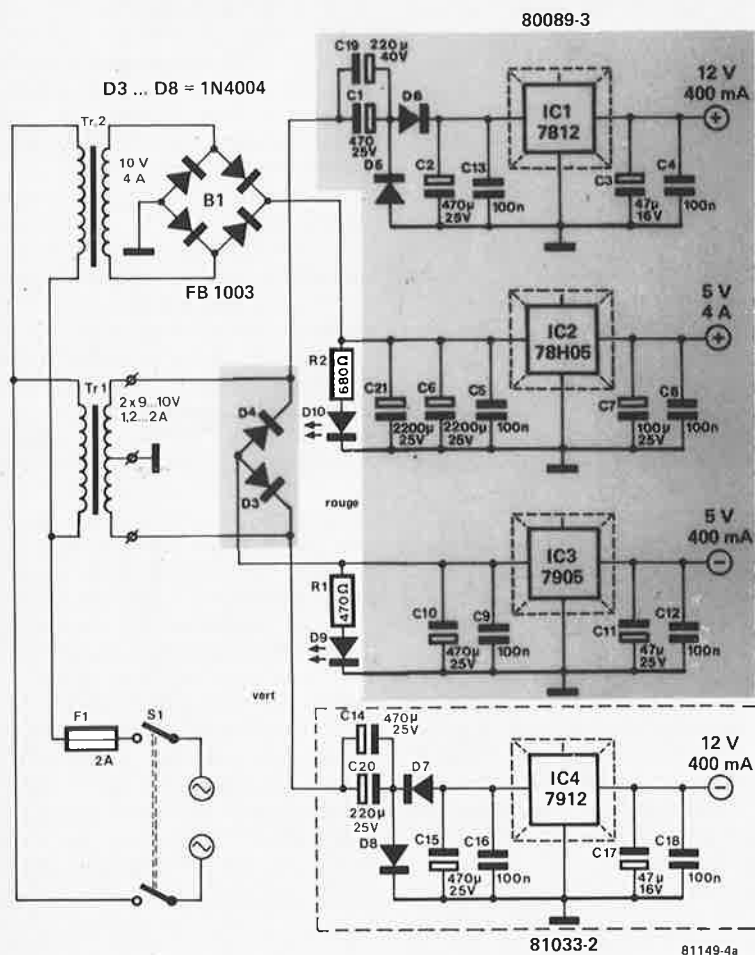 80089-3
D3 ... D8 = 1N4004
C19
220µ
40V
C1
470
25V
D6
D5
C2
470µ
25V
C13
100n
IC1
7812
C3
47µ
16V
C4
100n
12 V
400 mA
+
Tr.2
10 V
4 A
B1
FB 1003
R2
680Ω
D10
C21
2200µ
25V
C6
2200µ
25V
C5
100n
IC2
78H05
C7
100µ
25V
C8
100n
5 V
4 A
+
Tr1
2x9...10V
1,2...2A
D4
D3
rouge
R1
470Ω
D9
C10
470µ
25V
C9
100n
IC3
7905
C11
47µ
25V
C12
100n
5 V
400 mA
−
vert
F1
2A
S1
C14
470µ
25V
C20
220µ
25V
D7
D8
C15
470µ
25V
C16
100n
IC4
7912
C17
47µ
16V
C18
100n
12 V
400 mA
−
81033-2
81149-4a